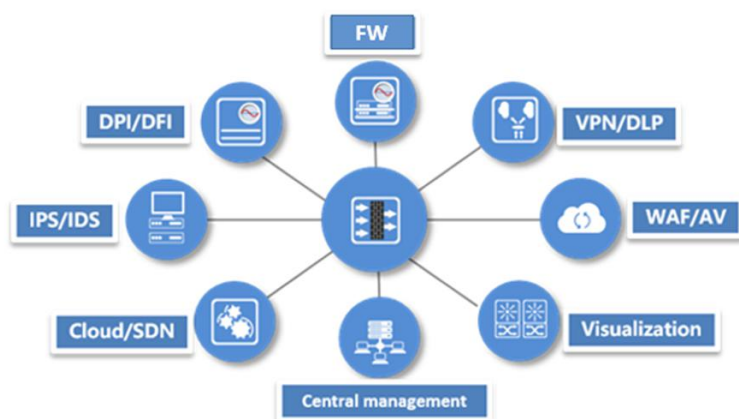 FW
DPI/DFI
VPN/DLP
IPS/IDS
WAF/AV
Cloud/SDN
Visualization
Central management